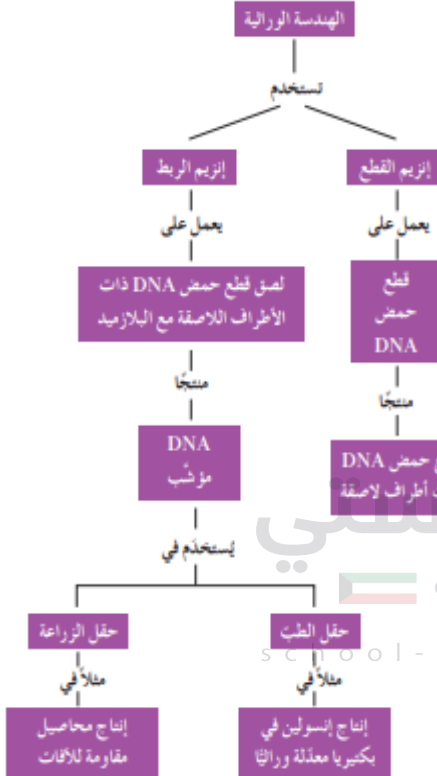 الهندسة الوراثية
تستخدم
إنزيم القطع
يعمل على
قطع
حمض
DNA
منتجًا
حمض DNA
أطراف لاصقة
إنزيم الربط
يعمل على
لصق قطع حمض DNA ذات
الأطراف اللاصقة مع البلازميد
منتجًا
DNA
مؤشَّب
يُستخدَم في
حقل الطبّ
مثلاً في
إنتاج إنسولين في
بكتيريا معدّلة وراثيًّا
حقل الزراعة
مثلاً في
إنتاج محاصيل
مقاومة للآفات
school-